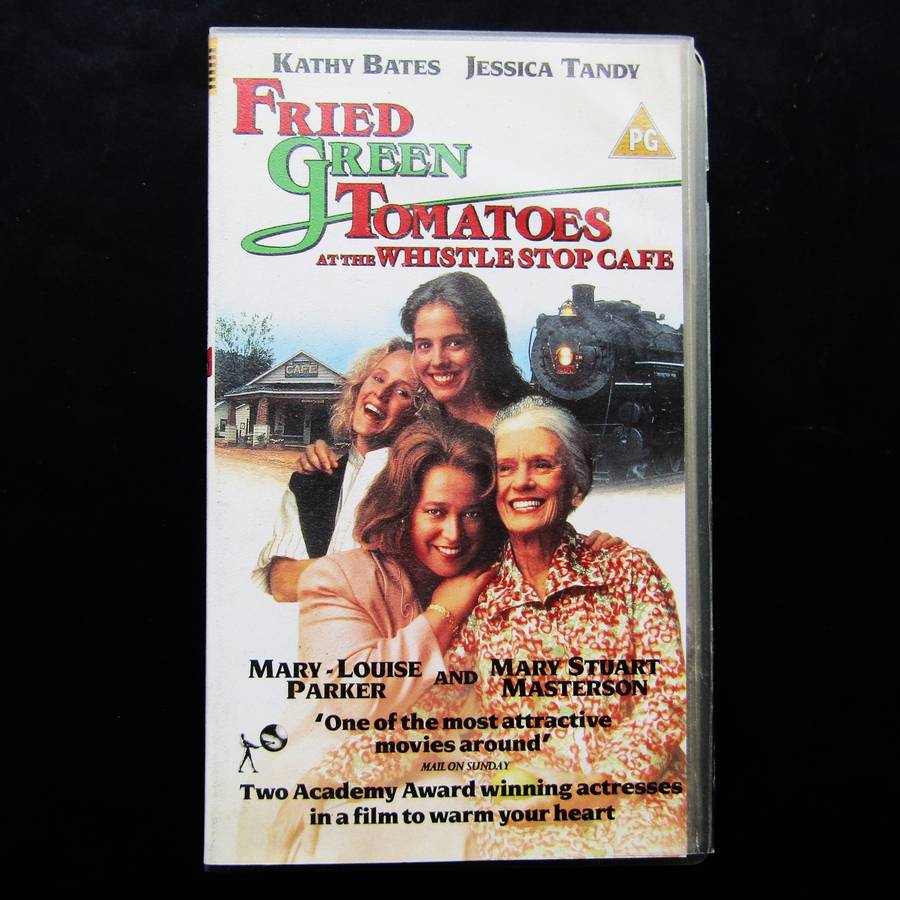 KATHY BATES JESSICA TANDY
FRIED
GREEN
TOMATOES
AT THE WHISTLE STOP CAFE
PG
CAFE
MARY-LOUISE PARKER AND MARY STUART MASTERSON
'One of the most attractive
movies around'
MAIL ON SUNDAY
Two Academy Award winning actresses
in a film to warm your heart